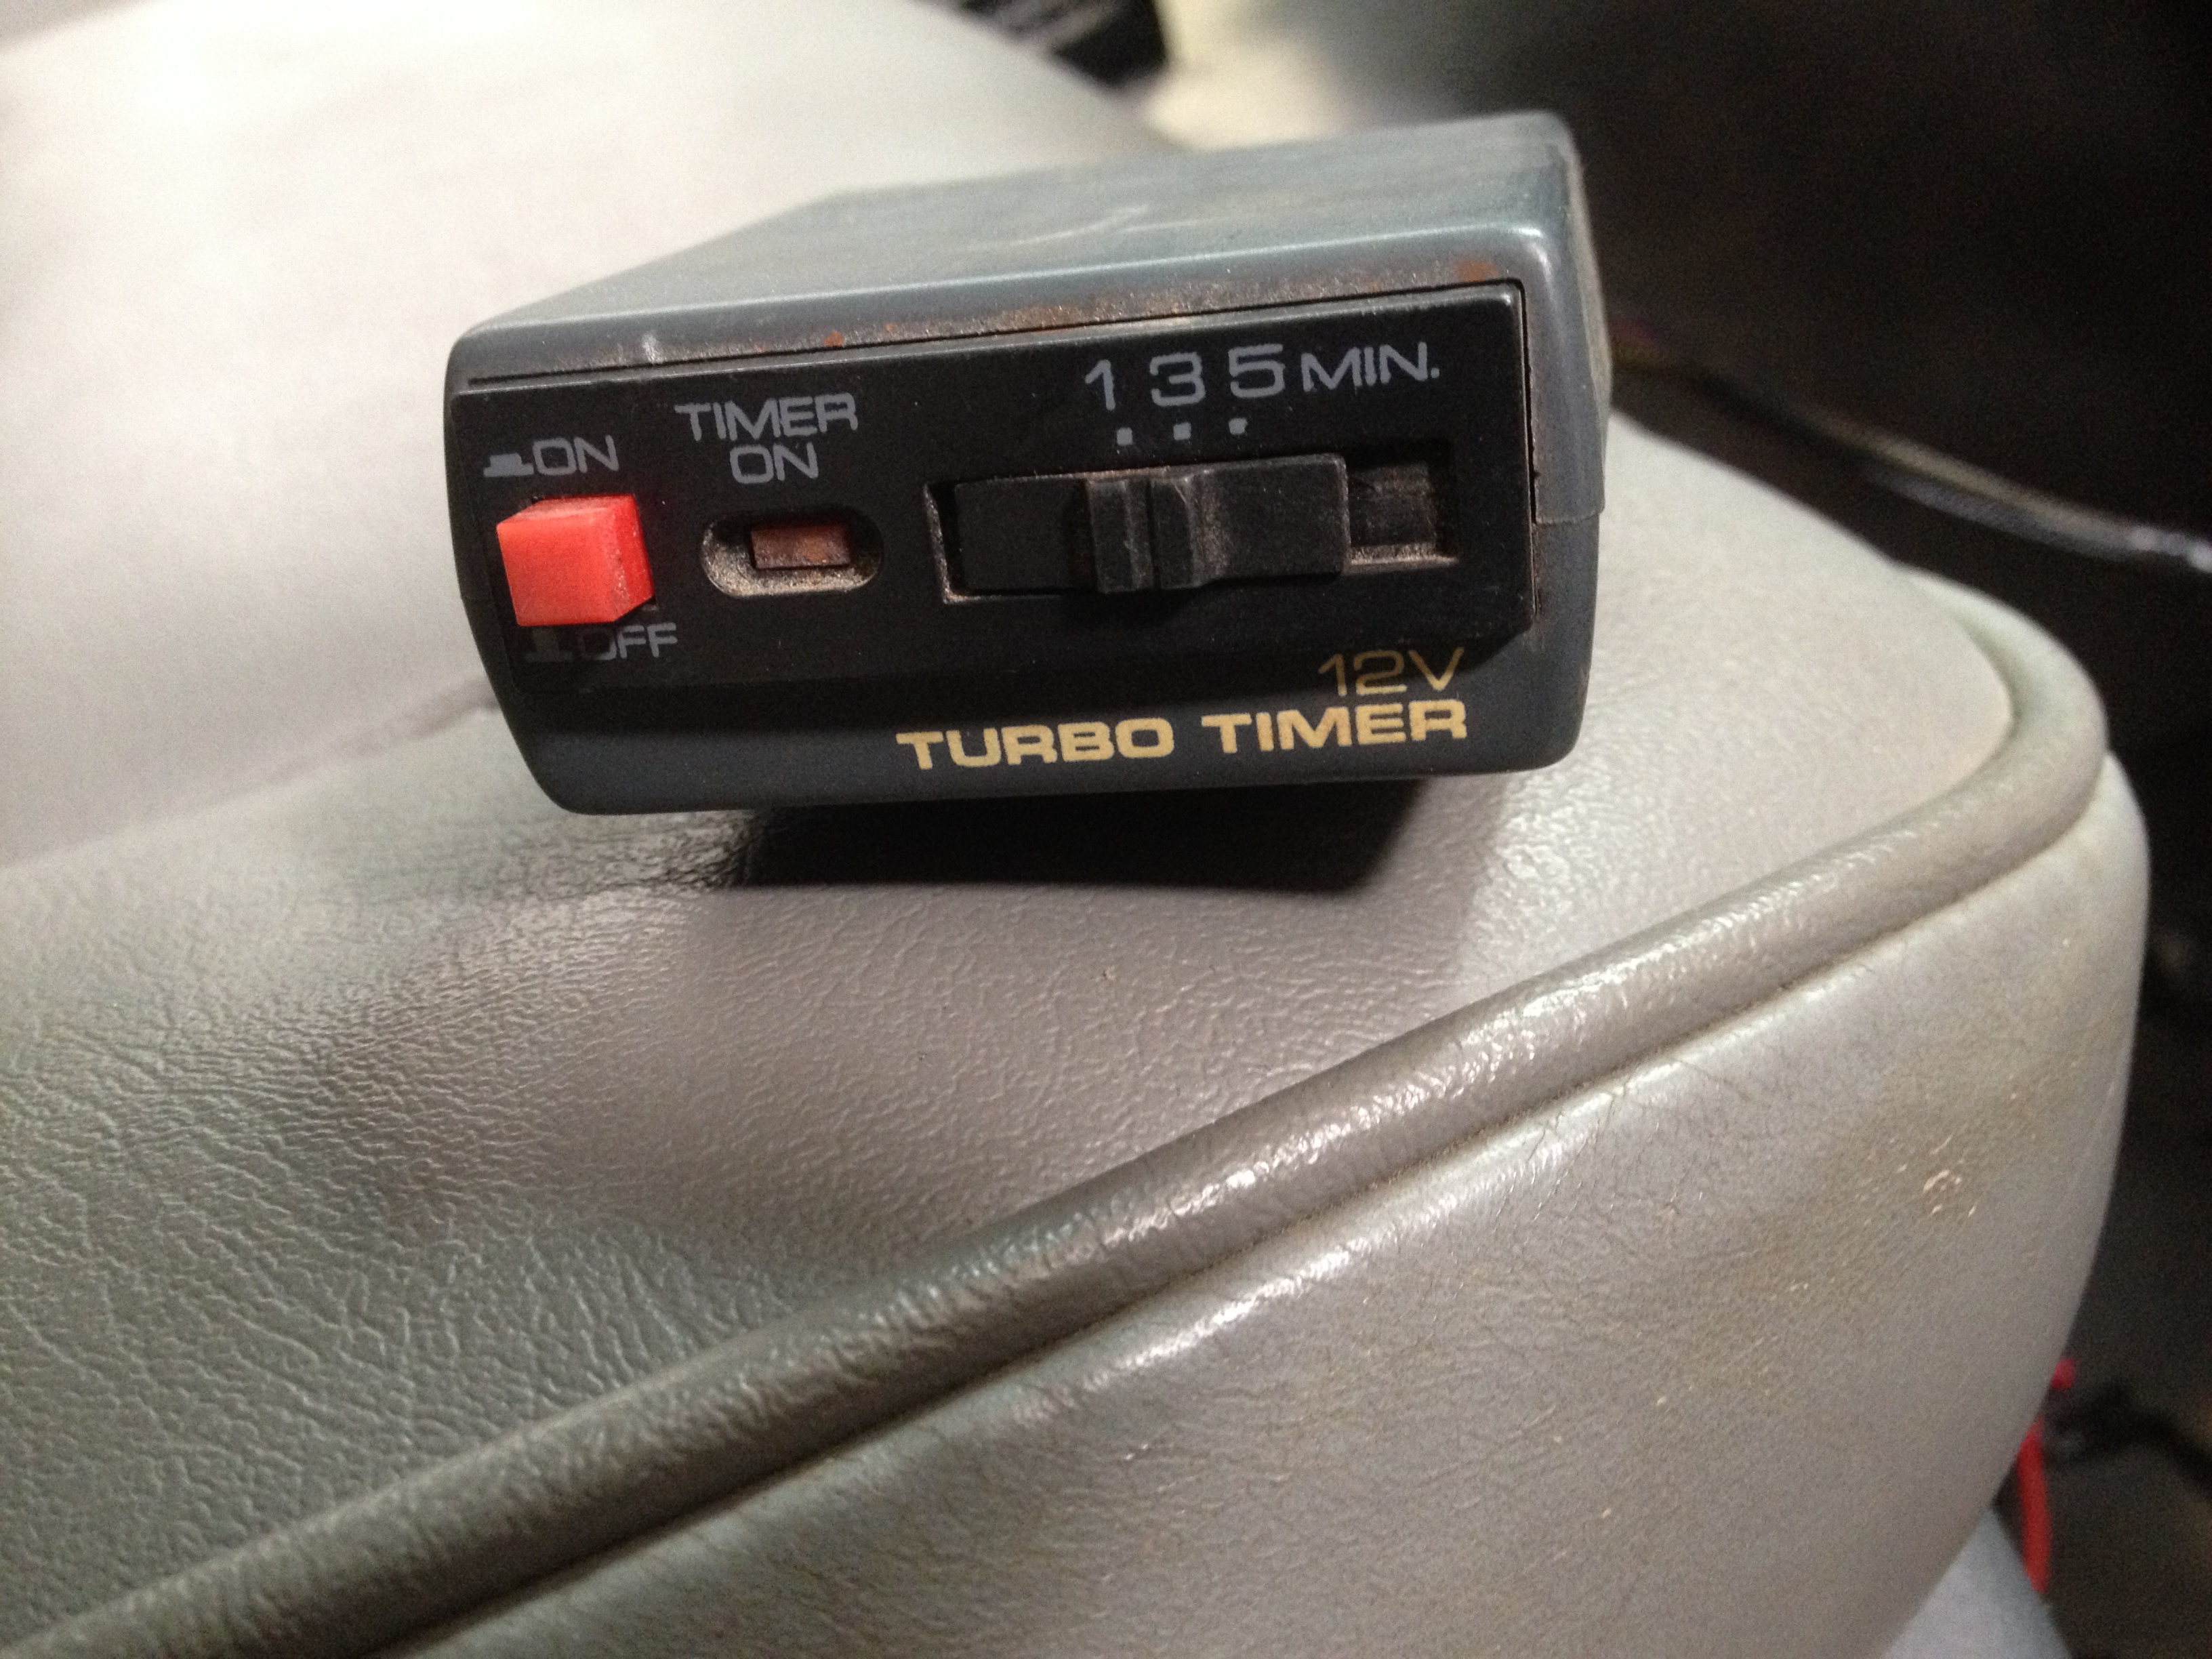 ON
TIMER
ON
1 3 5 MIN.
OFF
12V
TURBO TIMER